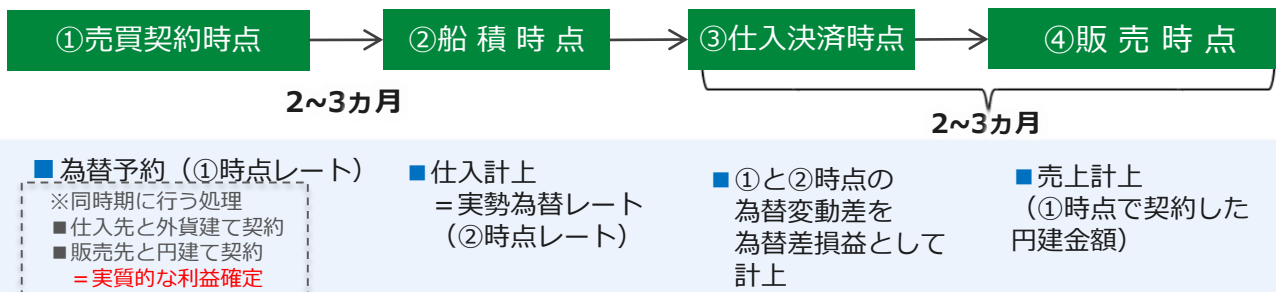 ①売買契約時点
②船 積 時 点
③仕入決済時点
④販 売 時 点
2~3ヵ月
2~3ヵ月
■為替予約（①時点レート）
※同時期に行う処理
■仕入先と外貨建て契約
■販売先と円建て契約
＝実質的な利益確定
■仕入計上
＝実勢為替レート
（②時点レート）
■①と②時点の
為替変動差を
為替差損益として
計上
■売上計上
（①時点で契約した
円建金額）